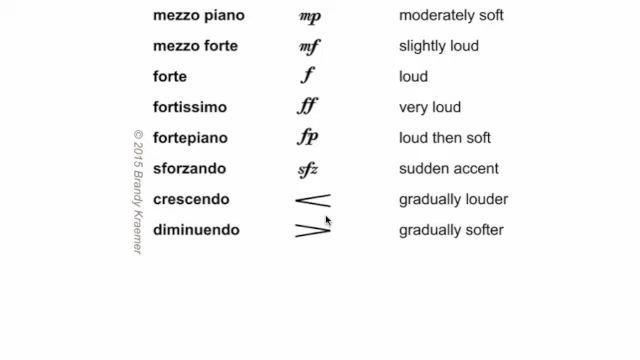 mezzo piano mp moderately soft
mezzo forte mf slightly loud
forte f loud
fortissimo ff very loud
fortepiano fp loud then soft
sforzando sfz sudden accent
crescendo gradually louder
diminuendo gradually softer
© 2015 Brandy Kraemer